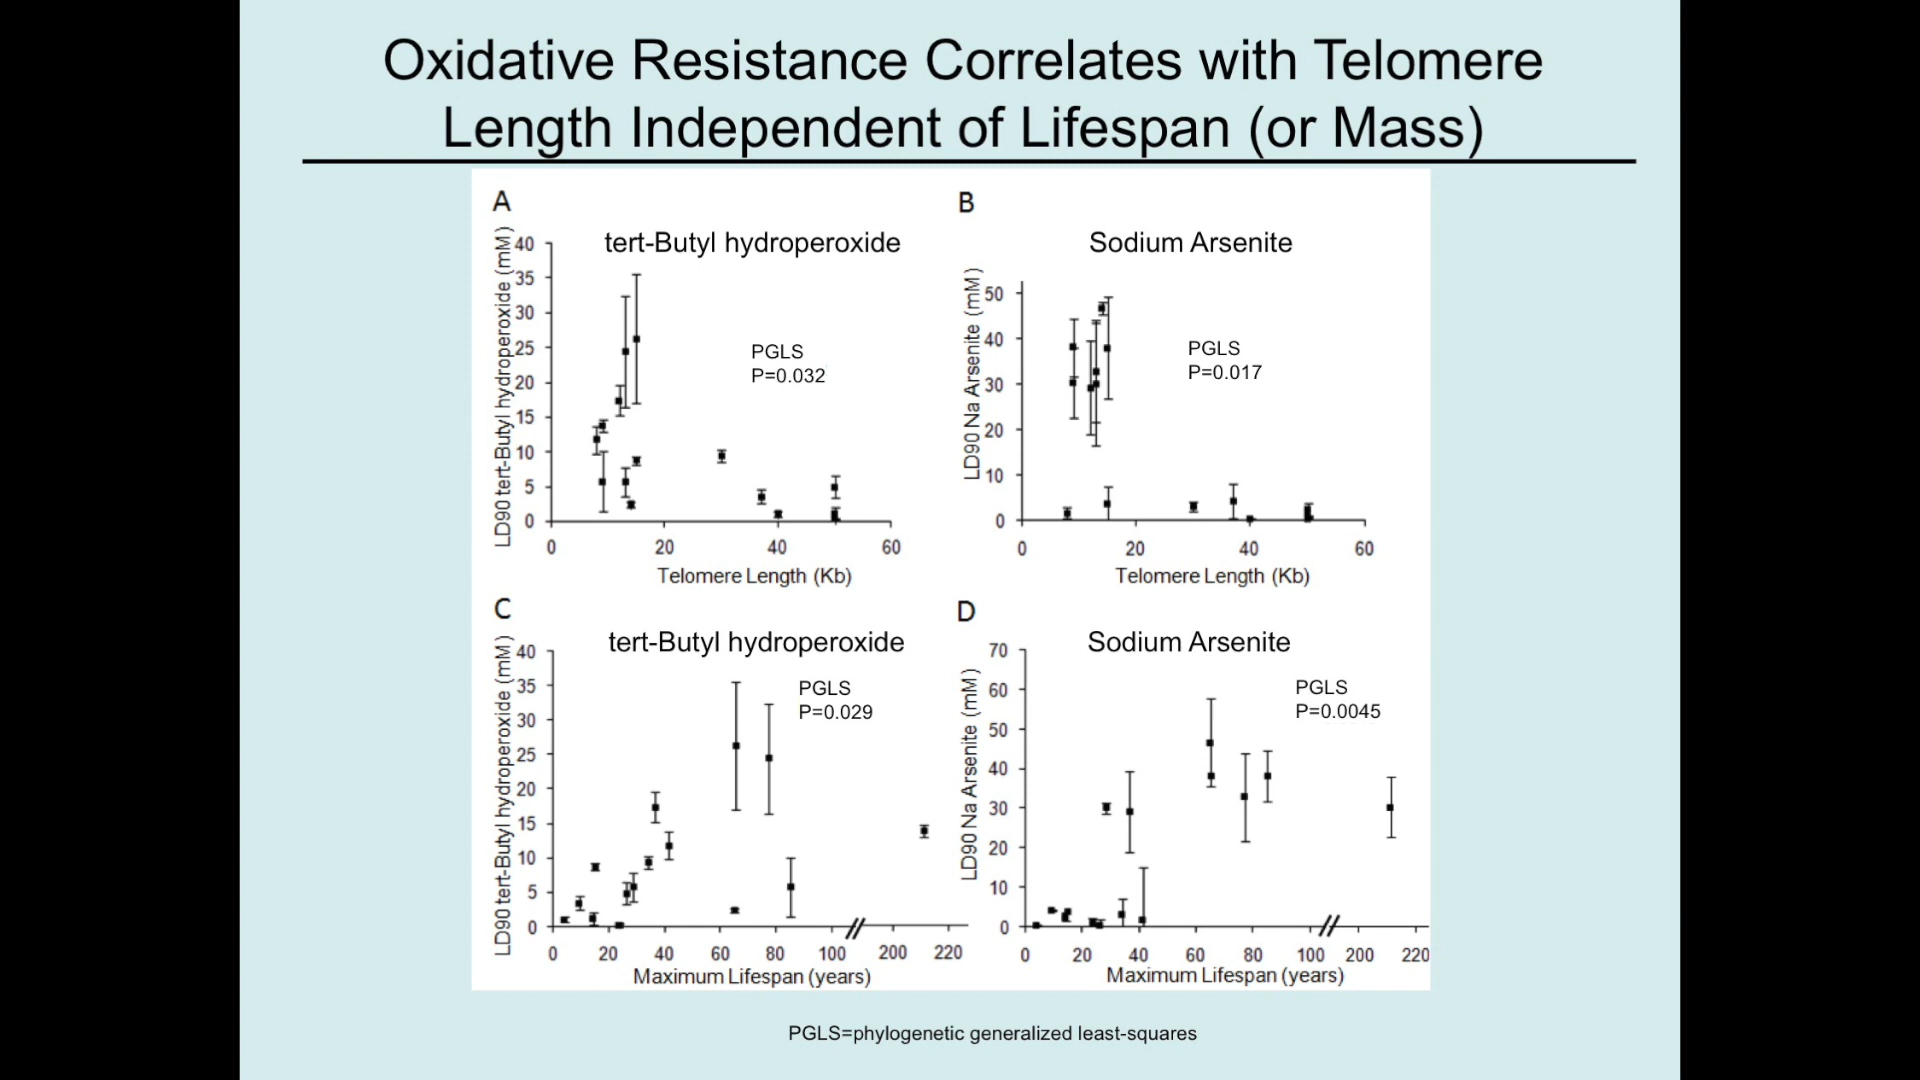 Oxidative Resistance Correlates with Telomere
Length Independent of Lifespan (or Mass)
A
tert-Butyl hydroperoxide
LD90 tert-Butyl hydroperoxide (mM)
40
35
30
25
20
15
10
5
0
PGLS
P=0.032
0 20 40 60
Telomere Length (Kb)
B
Sodium Arsenite
LD90 Na Arsenite (mM)
50
40
30
20
10
0
PGLS
P=0.017
0 20 40 60
Telomere Length (Kb)
C
tert-Butyl hydroperoxide
LD90 tert-Butyl hydroperoxide (mM)
40
35
30
25
20
15
10
5
0
PGLS
P=0.029
0 20 40 60 80 100 200 220
Maximum Lifespan (years)
D
Sodium Arsenite
LD90 Na Arsenite (mM)
70
60
50
40
30
20
10
0
PGLS
P=0.0045
0 20 40 60 80 100 200 220
Maximum Lifespan (years)
PGLS=phylogenetic generalized least-squares